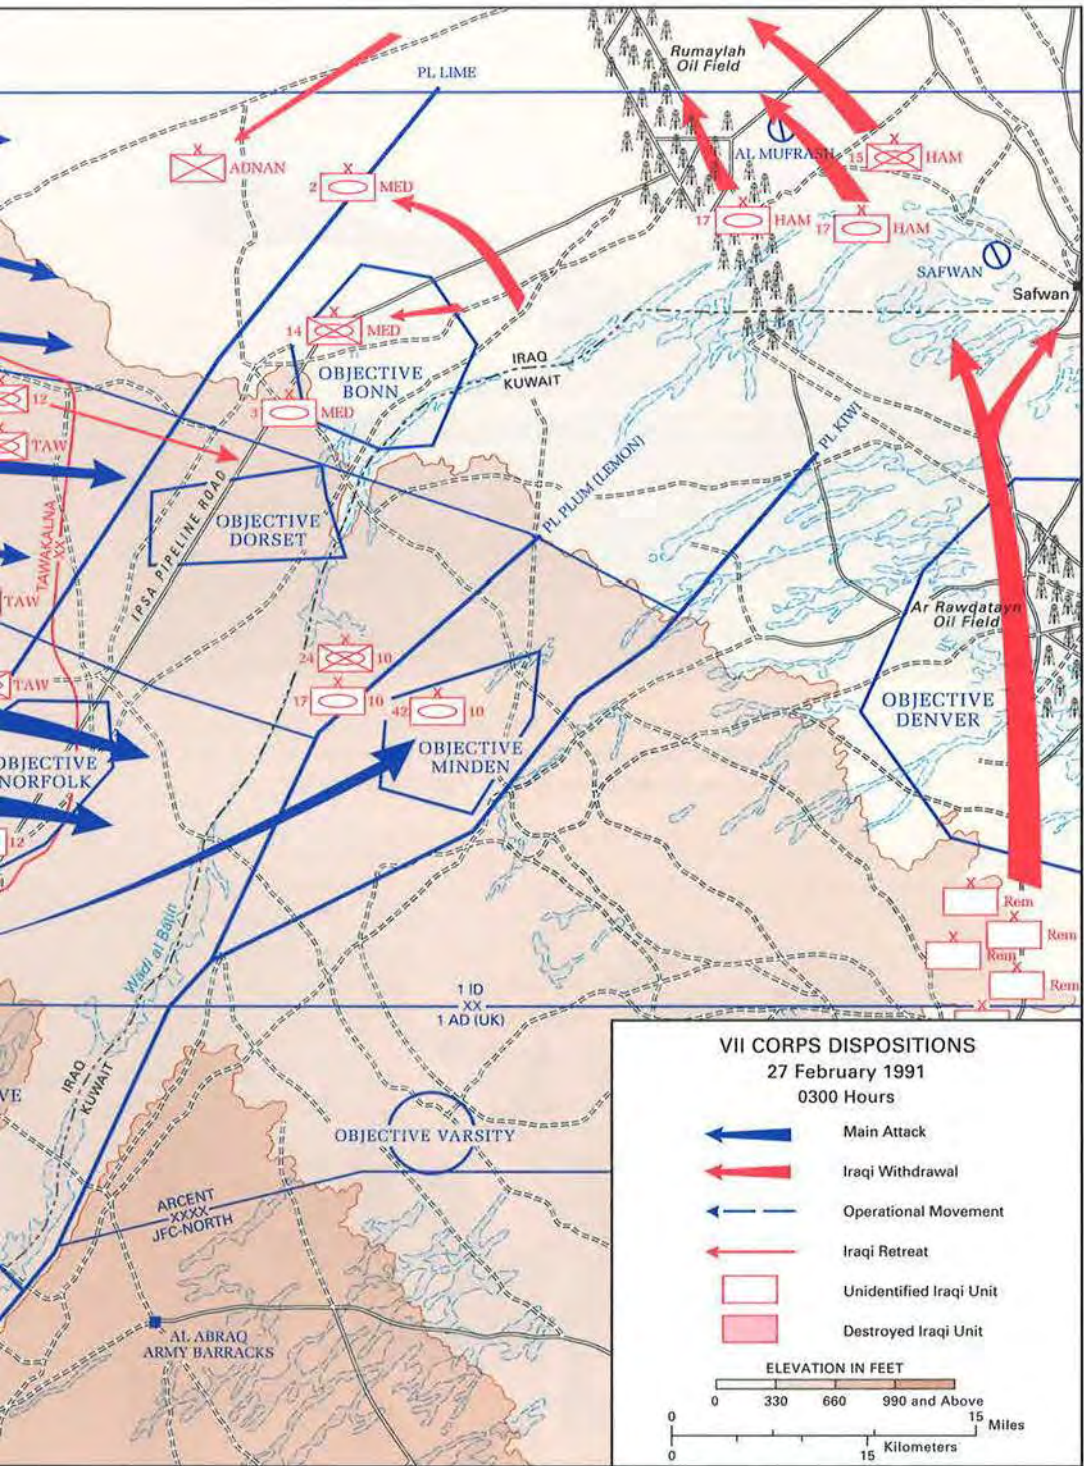 Rumaylah
Oil Field
PL LIME
X
ADNAN
X
2
MED
AL MUFRASH
X
15
HAM
X
17
HAM
X
17
HAM
SAFWAN
Safwan
X
14
MED
IRAQ
KUWAIT
OBJECTIVE
BONN
X
12
X
3
MED
TAW
PL KIWI
PL PLUM (LEMON)
IPSA PIPELINE ROAD
OBJECTIVE
DORSET
TAWAKALNA
XX
TAW
Ar Rawdatayn
Oil Field
X
24
10
TAW
X
17
10
X
42
10
OBJECTIVE
DENVER
OBJECTIVE
MINDEN
OBJECTIVE
NORFOLK
12
X
Rem
X
Rem
X
Rem
X
Rem
X
Wadi al Batin
1 ID
XX
1 AD (UK)
IRAQ
KUWAIT
VE
OBJECTIVE VARSITY
ARCENT
XXXX
JFC-NORTH
AL ABRAQ
ARMY BARRACKS
VII CORPS DISPOSITIONS
27 February 1991
0300 Hours
Main Attack
Iraqi Withdrawal
Operational Movement
Iraqi Retreat
Unidentified Iraqi Unit
Destroyed Iraqi Unit
ELEVATION IN FEET
0 330 660 990 and Above
0 15 Miles
0 15 Kilometers